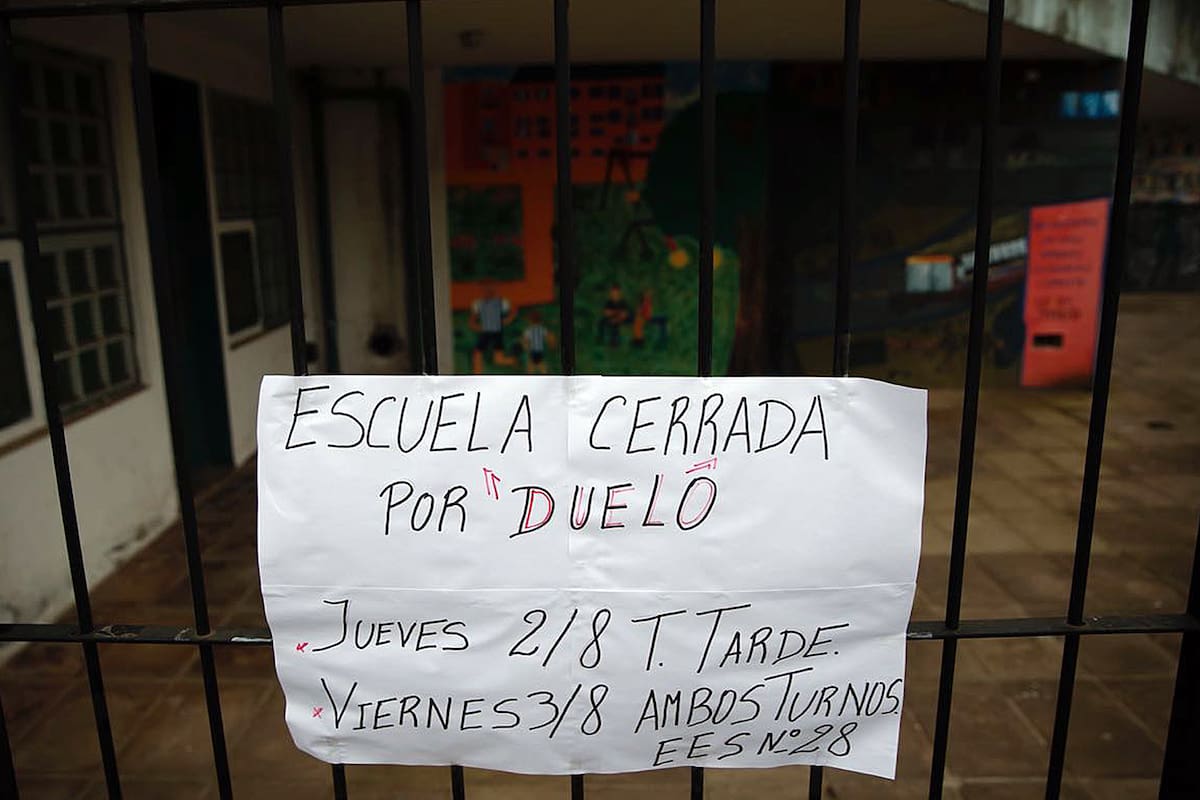 ESCUELA CERRADA
POR "DUELO"
JUEVES 2/8 T. TARDE.
VIERNES 3/8 AMBOS TURNOS.
EES Nº28